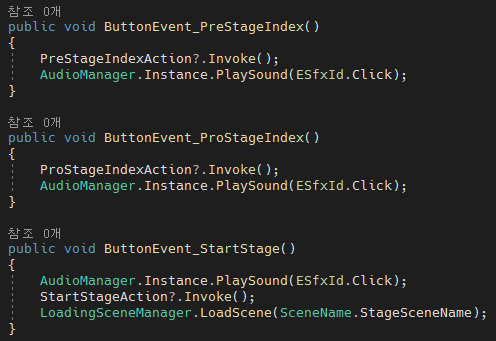 참조 0개
public void ButtonEvent_PreStageIndex()
{
PreStageIndexAction?.Invoke();
AudioManager.Instance.PlaySound(ESfxId.Click);
}
참조 0개
public void ButtonEvent_ProStageIndex()
{
ProStageIndexAction?.Invoke();
AudioManager.Instance.PlaySound(ESfxId.Click);
}
참조 0개
public void ButtonEvent_StartStage()
{
AudioManager.Instance.PlaySound(ESfxId.Click);
StartStageAction?.Invoke();
LoadingSceneManager.LoadScene(SceneName.StageSceneName);
}